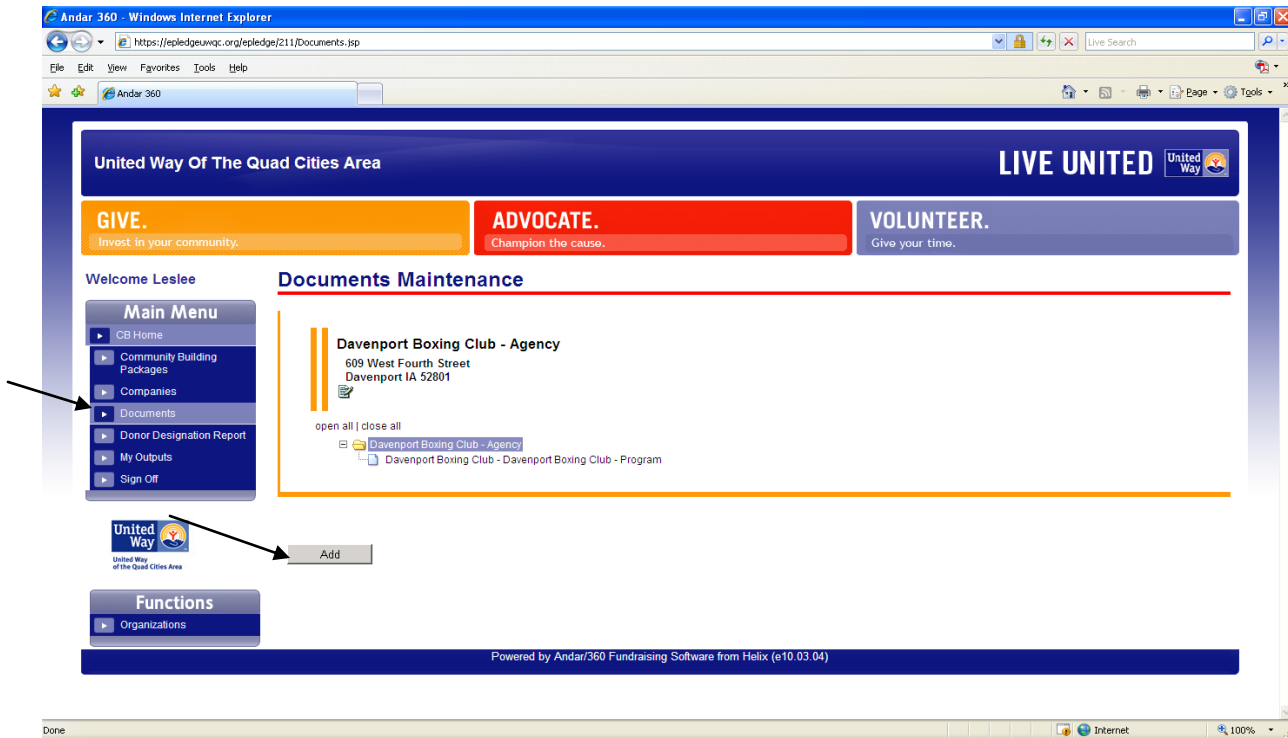 Andar 360 - Windows Internet Explorer
https://epledgeuwqc.org/epledge/211/Documents.jsp
Live Search
File Edit View Favorites Tools Help
Andar 360
Page Tools
United Way Of The Quad Cities Area
LIVE UNITED
United
Way
GIVE.
Invest in your community.
ADVOCATE.
Champion the cause.
VOLUNTEER.
Give your time.
Welcome Leslee
Documents Maintenance
Main Menu
CB Home
Community Building
Packages
Companies
Documents
Donor Designation Report
My Outputs
Sign Off
Davenport Boxing Club - Agency
609 West Fourth Street
Davenport IA 52801
open all | close all
Davenport Boxing Club - Agency
Davenport Boxing Club - Davenport Boxing Club - Program
United
Way
United Way
of the Quad Cities Area
Add
Functions
Organizations
Powered by Andar/360 Fundraising Software from Helix (e10.03.04)
Done
Internet
100%